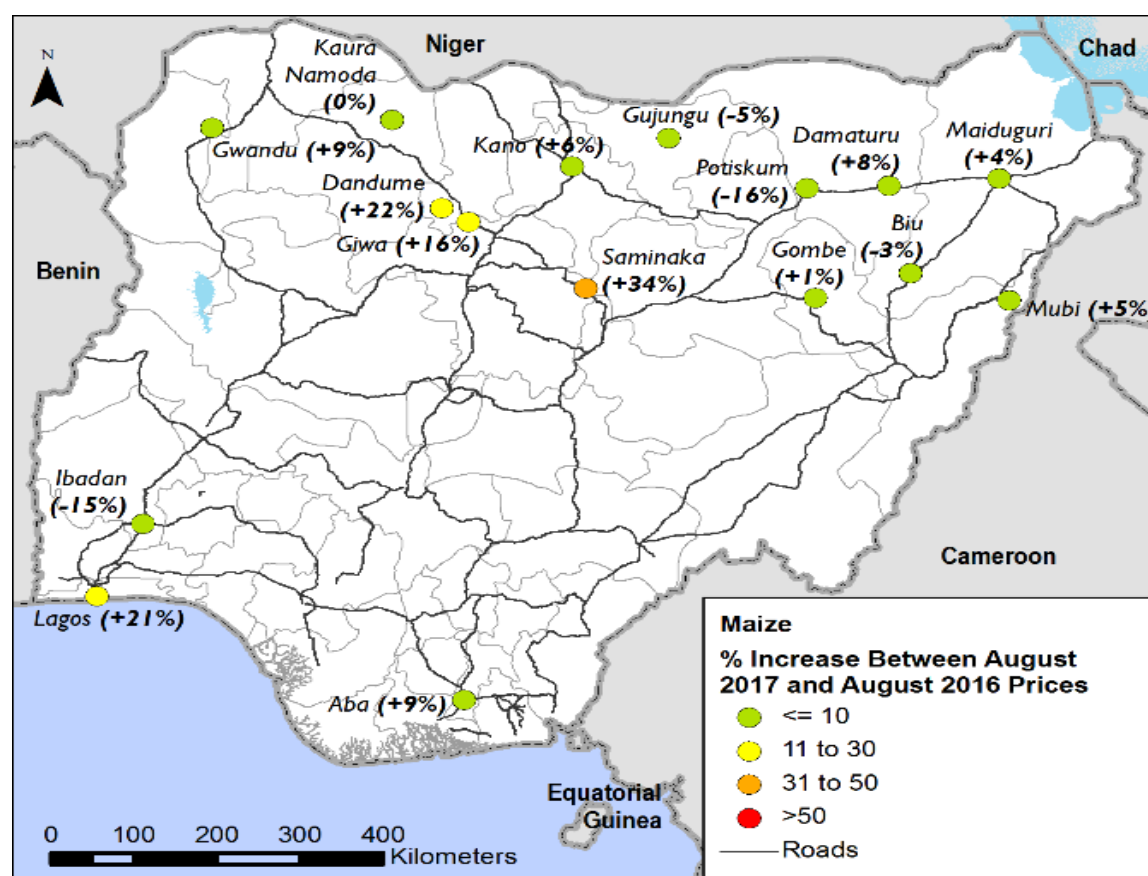 Niger
Chad
N
Kaura
Namoda
(0%)
Gujungu (-5%)
Damaturu
(+8%)
Maiduguri
(+4%)
Gwandu (+9%)
Kano (+6%)
Potiskum
(-16%)
Dandume
(+22%)
Giwa (+16%)
Biu
(-3%)
Benin
Saminaka
(+34%)
Gombe
(+1%)
Mubi (+5%
Ibadan
(-15%)
Cameroon
Lagos (+21%)
Aba (+9%)
Equatorial
Guinea
0 100 200 300 400
Kilometers
Maize
% Increase Between August
2017 and August 2016 Prices
<= 10
11 to 30
31 to 50
>50
Roads